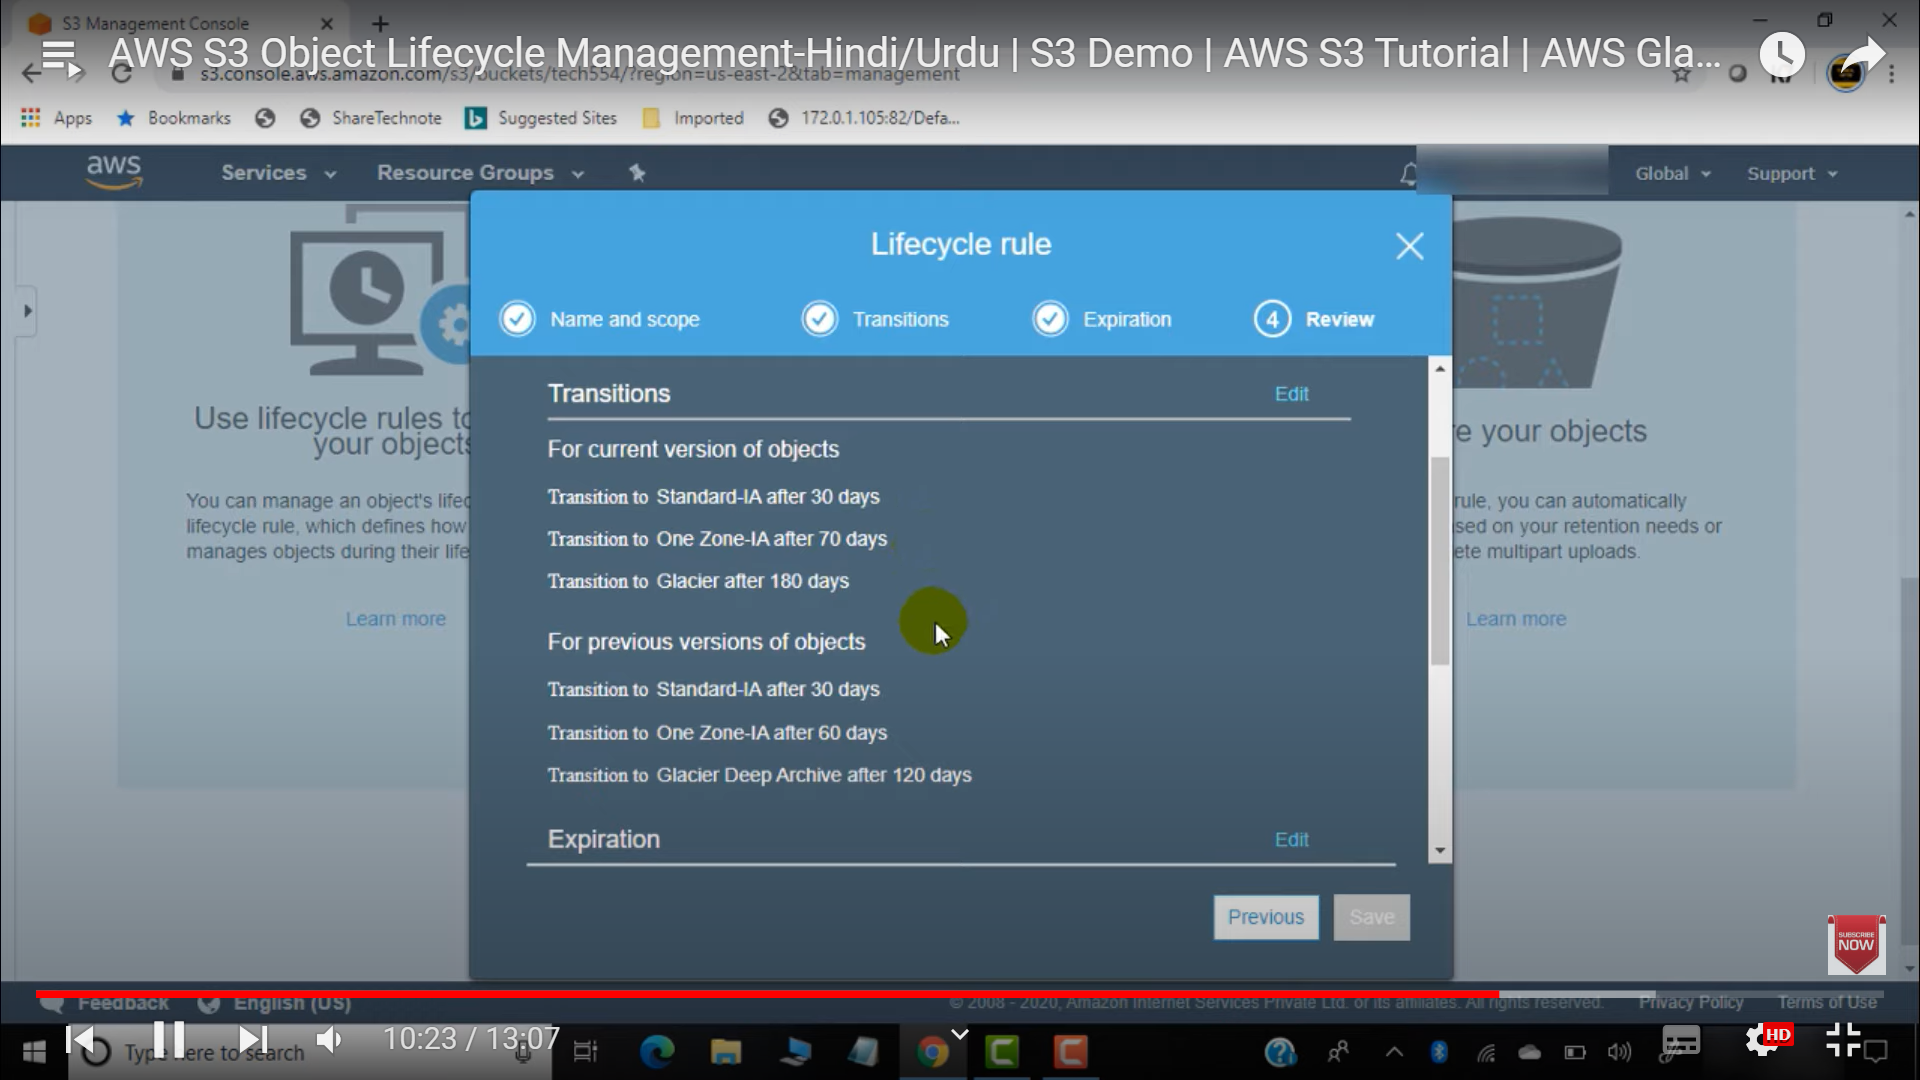 S3 Management Console
AWS S3 Object Lifecycle Management-Hindi/Urdu | S3 Demo | AWS S3 Tutorial | AWS Gla...
s3.console.aws.amazon.com/s3/buckets/tech554/?region=us-east-2&tab=management
Apps Bookmarks ShareTechnote Suggested Sites Imported 172.0.1.105:82/Defa...
aws Services Resource Groups Global Support
Lifecycle rule
Name and scope Transitions Expiration 4 Review
Transitions Edit
For current version of objects
Transition to Standard-IA after 30 days
Transition to One Zone-IA after 70 days
Transition to Glacier after 180 days
For previous versions of objects
Transition to Standard-IA after 30 days
Transition to One Zone-IA after 60 days
Transition to Glacier Deep Archive after 120 days
Expiration Edit
Previous Save
Use lifecycle rules to
your objects
You can manage an object's lifec
lifecycle rule, which defines how
manages objects during their life
Learn more
e your objects
rule, you can automatically
sed on your retention needs or
ete multipart uploads.
Learn more
SUBSCRIBE
NOW
Feedback English (US) © 2008 - 2020, Amazon Internet Services Private Ltd. or its affiliates. All rights reserved. Privacy Policy Terms of Use
Type here to search
10:23 / 13:07
HD